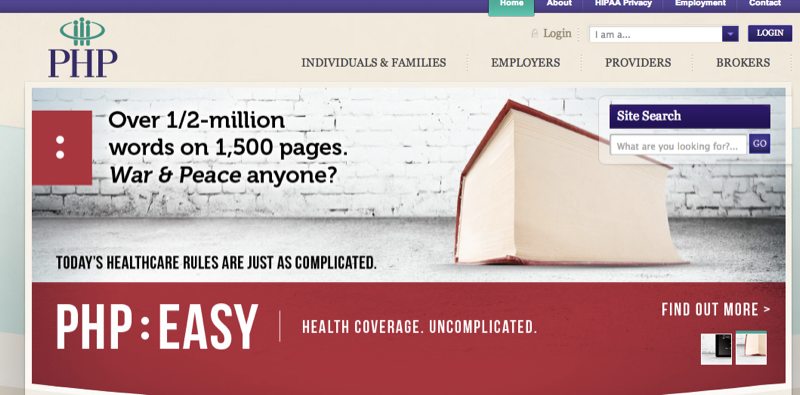 Home About HIPAA Privacy Employment Contact
Login I am a... LOGIN
PHP
INDIVIDUALS & FAMILIES EMPLOYERS PROVIDERS BROKERS
Over 1/2-million
words on 1,500 pages.
War & Peace anyone?
Site Search
What are you looking for?... GO
TODAY'S HEALTHCARE RULES ARE JUST AS COMPLICATED.
PHP:EASY
HEALTH COVERAGE. UNCOMPLICATED.
FIND OUT MORE >